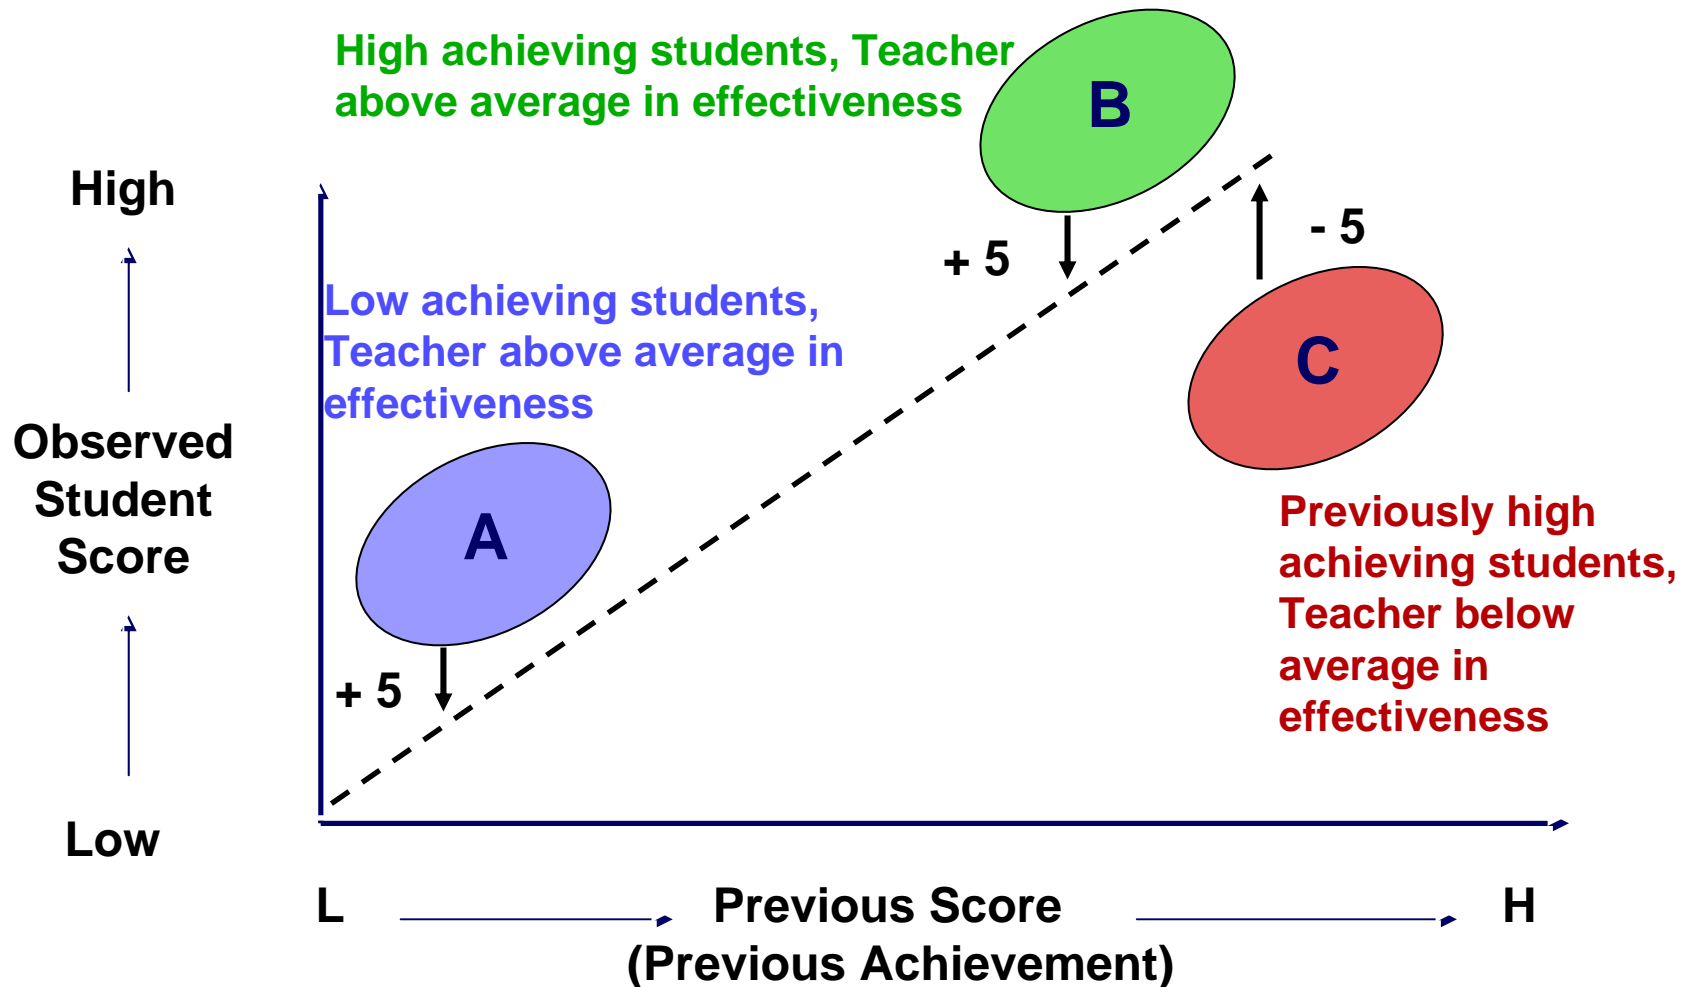 High achieving students, Teacher
above average in effectiveness
B
High
- 5
+ 5
Low achieving students,
Teacher above average in
effectiveness
C
Observed
Student
Score
A
Previously high
achieving students,
Teacher below
average in
effectiveness
+ 5
Low
L
Previous Score
(Previous Achievement)
H